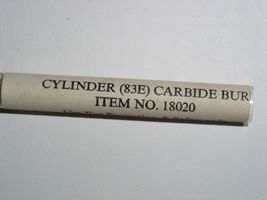 CYLINDER (83E) CARBIDE BUR
ITEM NO. 18020